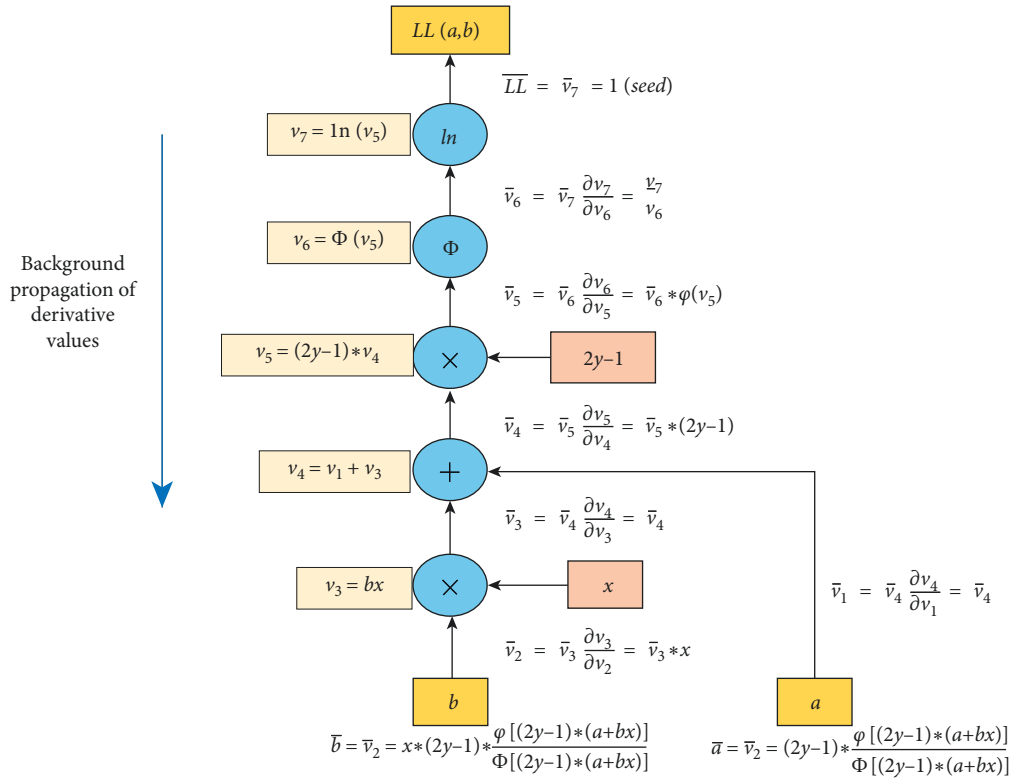 LL (a,b)
\overline{LL} = v̄₇ = 1 (seed)
v₇ = ln (v₅)
ln
v̄₆ = v̄₇ ∂v₇/∂v₆ = v̲₇/v₆
v₆ = Φ (v₅)
Φ
Background
propagation of
derivative
values
v̄₅ = v̄₆ ∂v₆/∂v₅ = v̄₆ * φ(v₅)
v₅ = (2y–1) * v₄
×
2y–1
v̄₄ = v̄₅ ∂v₅/∂v₄ = v̄₅ * (2y–1)
v₄ = v₁ + v₃
+
v̄₃ = v̄₄ ∂v₄/∂v₃ = v̄₄
v₃ = bx
×
x
v̄₁ = v̄₄ ∂v₄/∂v₁ = v̄₄
v̄₂ = v̄₃ ∂v₃/∂v₂ = v̄₃ * x
b
a
b̄ = v̄₂ = x * (2y–1) * φ [(2y–1) * (a+bx)]/Φ [(2y–1) * (a+bx)]
ā = v̄₂ = (2y–1) * φ [(2y–1) * (a+bx)]/Φ [(2y–1) * (a+bx)]